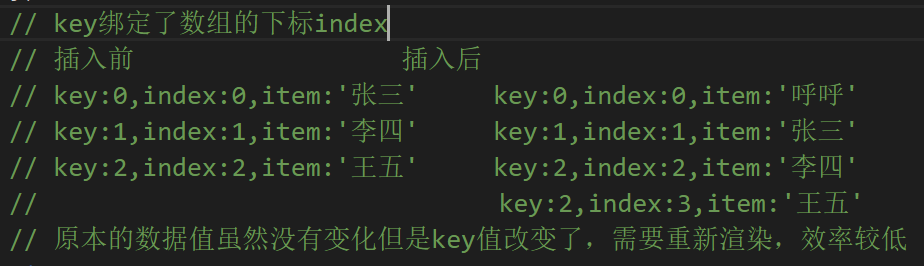 // key绑定了数组的下标index
// 插入前 插入后
// key:0,index:0,item:'张三' key:0,index:0,item:'呼呼'
// key:1,index:1,item:'李四' key:1,index:1,item:'张三'
// key:2,index:2,item:'王五' key:2,index:2,item:'李四'
// key:2,index:3,item:'王五'
// 原本的数据值虽然没有变化但是key值改变了，需要重新渲染，效率较低